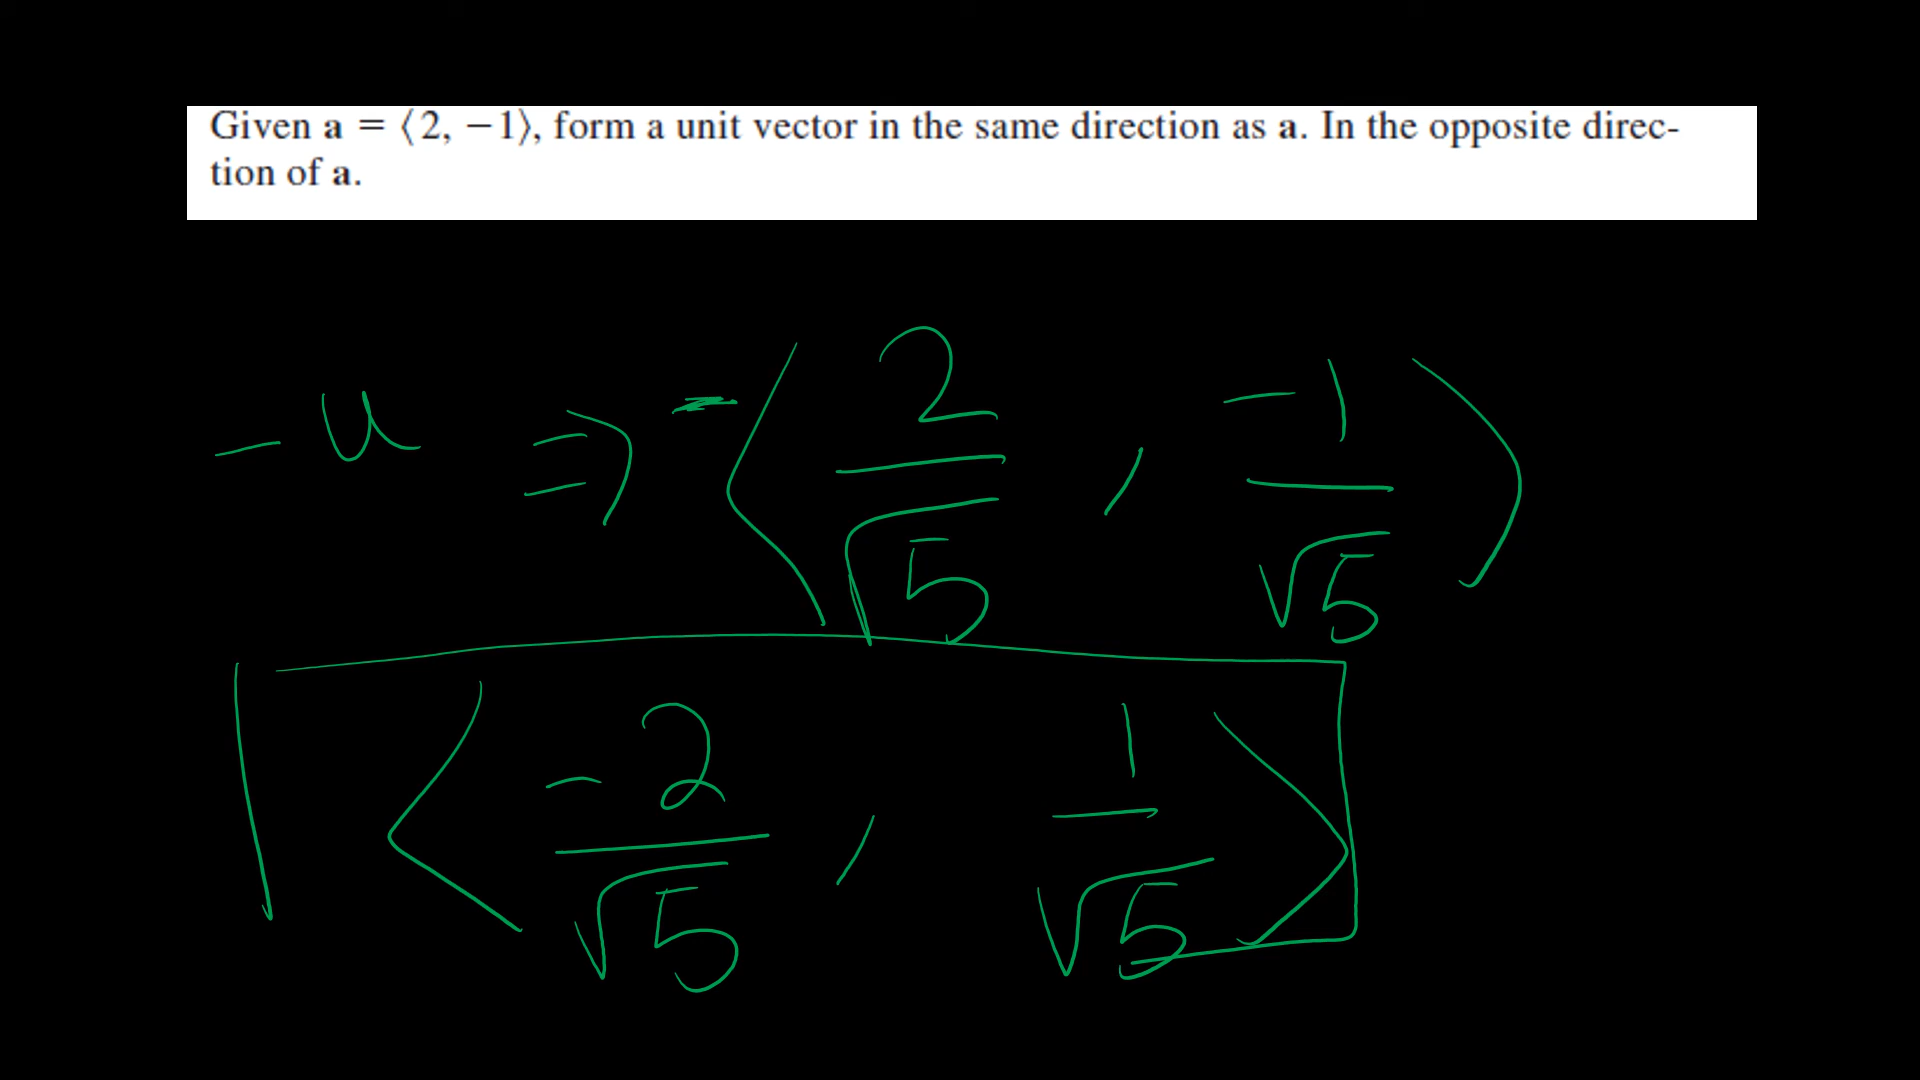 Given a = ⟨2, −1⟩, form a unit vector in the same direction as a. In the opposite direc-
tion of a.
-u ⇒ -⟨2/√5, -1/√5⟩
⟨-2/√5, 1/√5⟩